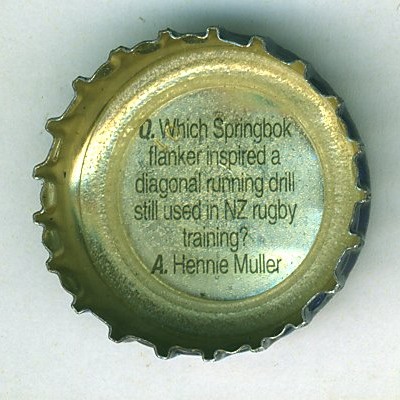 Q. Which Springbok
flanker inspired a
diagonal running drill
still used in NZ rugby
training?
A. Hennie Muller